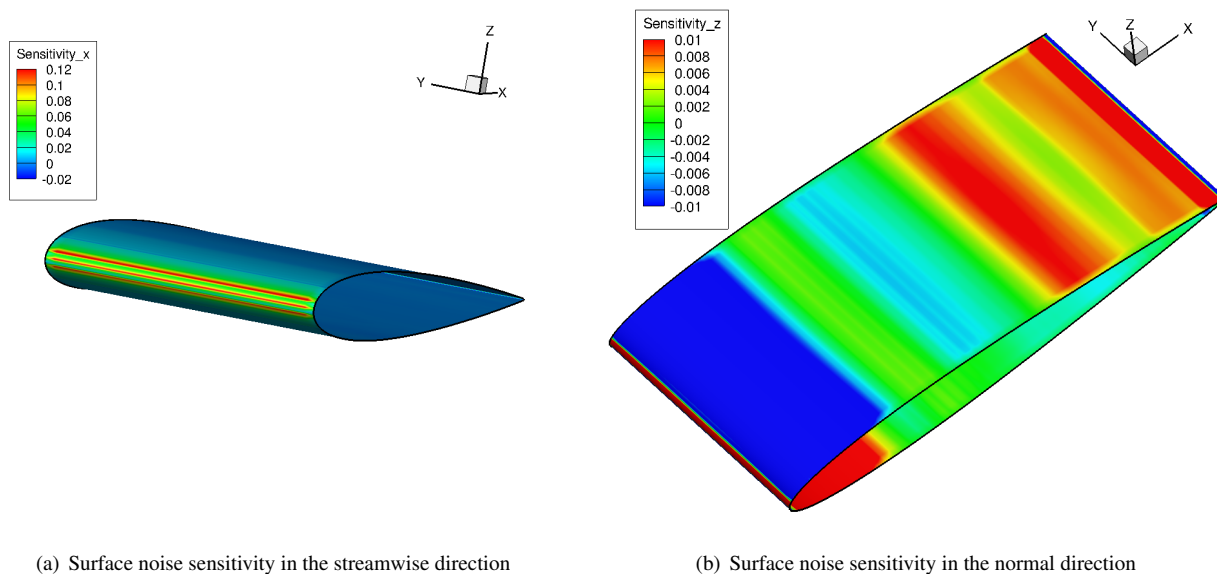 Sensitivity_x
0.12
0.1
0.08
0.06
0.04
0.02
0
-0.02
Z
Y
X
Sensitivity_z
0.01
0.008
0.006
0.004
0.002
0
-0.002
-0.004
-0.006
-0.008
-0.01
Y
Z
X
(a) Surface noise sensitivity in the streamwise direction
(b) Surface noise sensitivity in the normal direction